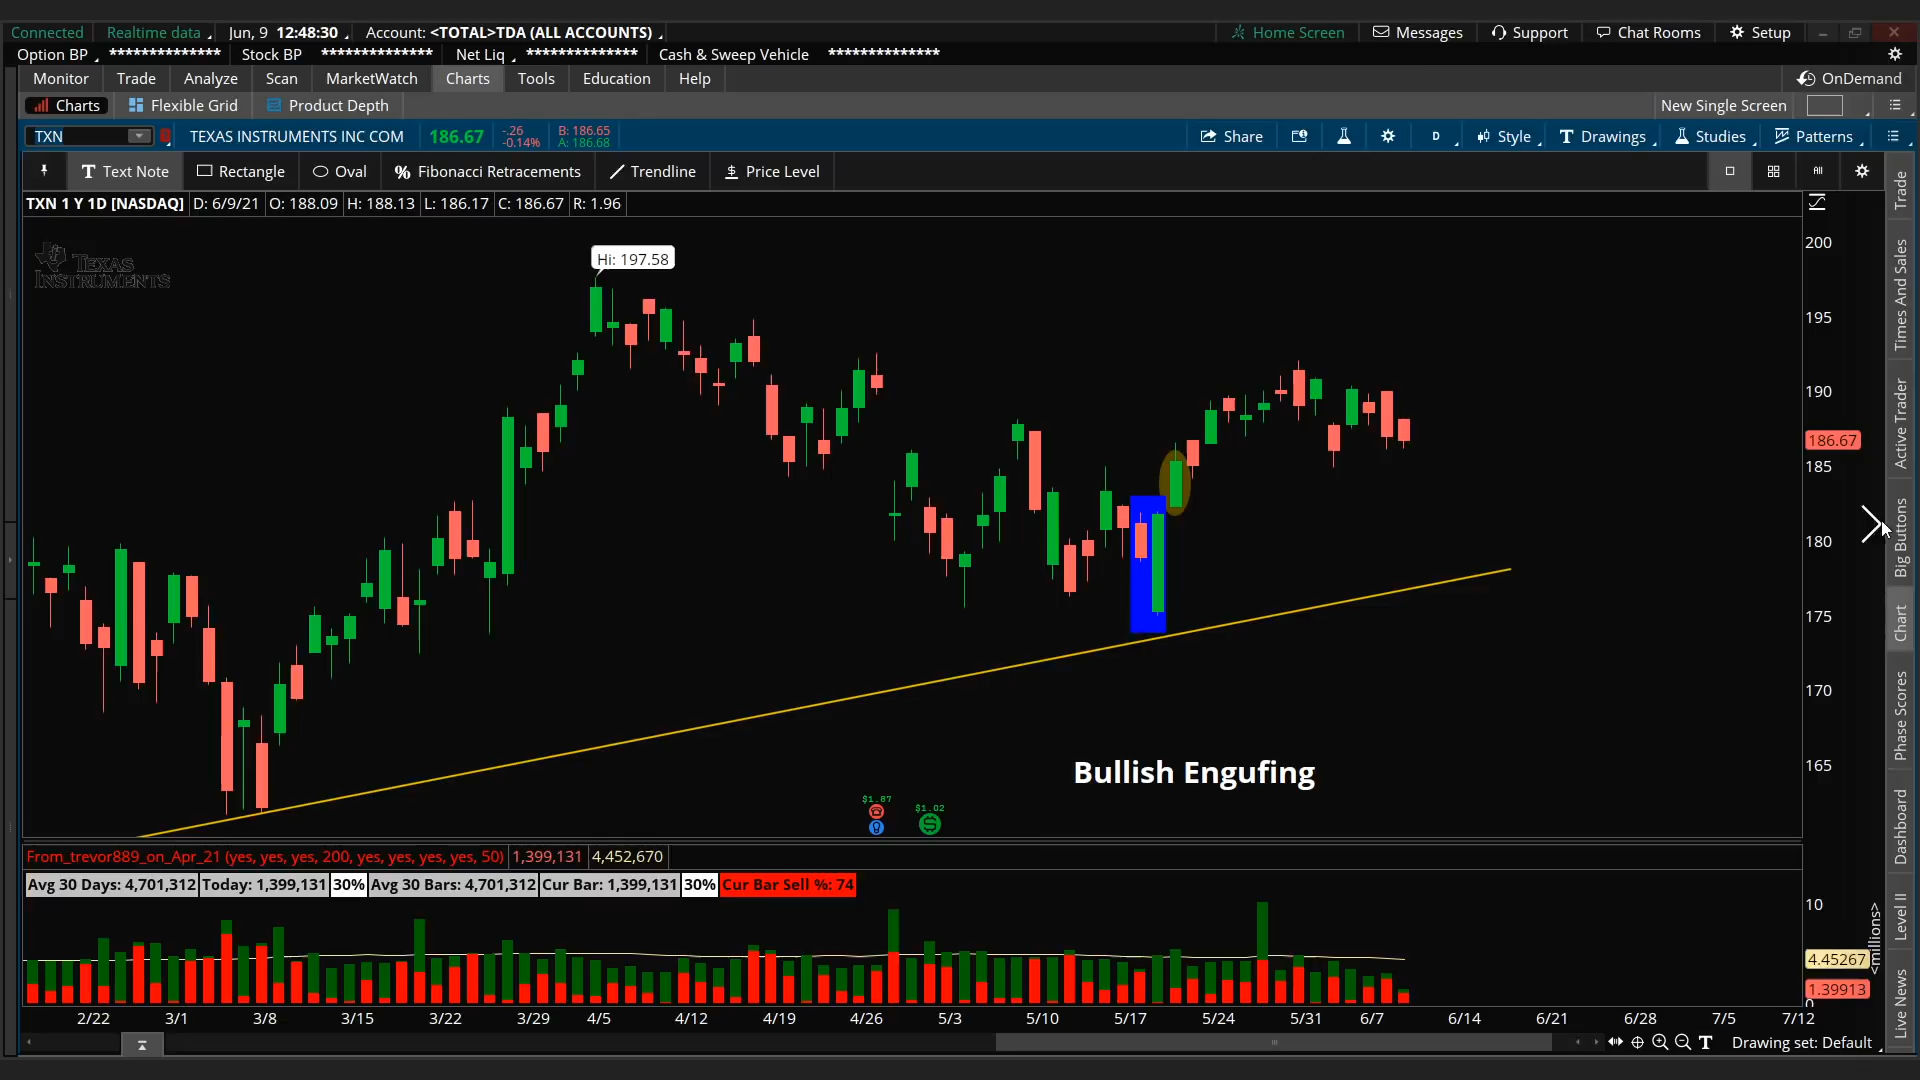 Connected Realtime data Jun, 9 12:48:30 Account: <TOTAL>TDA (ALL ACCOUNTS) Home Screen Messages Support Chat Rooms Setup
Option BP ************** Stock BP ************** Net Liq ************** Cash & Sweep Vehicle **************
Monitor Trade Analyze Scan MarketWatch Charts Tools Education Help OnDemand
Charts Flexible Grid Product Depth New Single Screen
TXN TEXAS INSTRUMENTS INC COM 186.67 -.26 -0.14% B: 186.65 A: 186.68 Share D Style Drawings Studies Patterns
Text Note Rectangle Oval Fibonacci Retracements Trendline Price Level All
TXN 1 Y 1D [NASDAQ] D: 6/9/21 O: 188.09 H: 188.13 L: 186.17 C: 186.67 R: 1.96
TEXAS
INSTRUMENTS
Hi: 197.58
200
195
190
186.67
185
180
175
170
165
Bullish Engufing
$1.87
$1.02
From_trevor889_on_Apr_21 (yes, yes, yes, 200, yes, yes, yes, yes, 50) 1,399,131 4,452,670
Avg 30 Days: 4,701,312 Today: 1,399,131 30% Avg 30 Bars: 4,701,312 Cur Bar: 1,399,131 30% Cur Bar Sell %: 74
10
4.45267
1.39913
0
<millions>
2/22 3/1 3/8 3/15 3/22 3/29 4/5 4/12 4/19 4/26 5/3 5/10 5/17 5/24 5/31 6/7 6/14 6/21 6/28 7/5 7/12
Drawing set: Default
Trade
Times And Sales
Active Trader
Big Buttons
Chart
Phase Scores
Dashboard
Level II
Live News